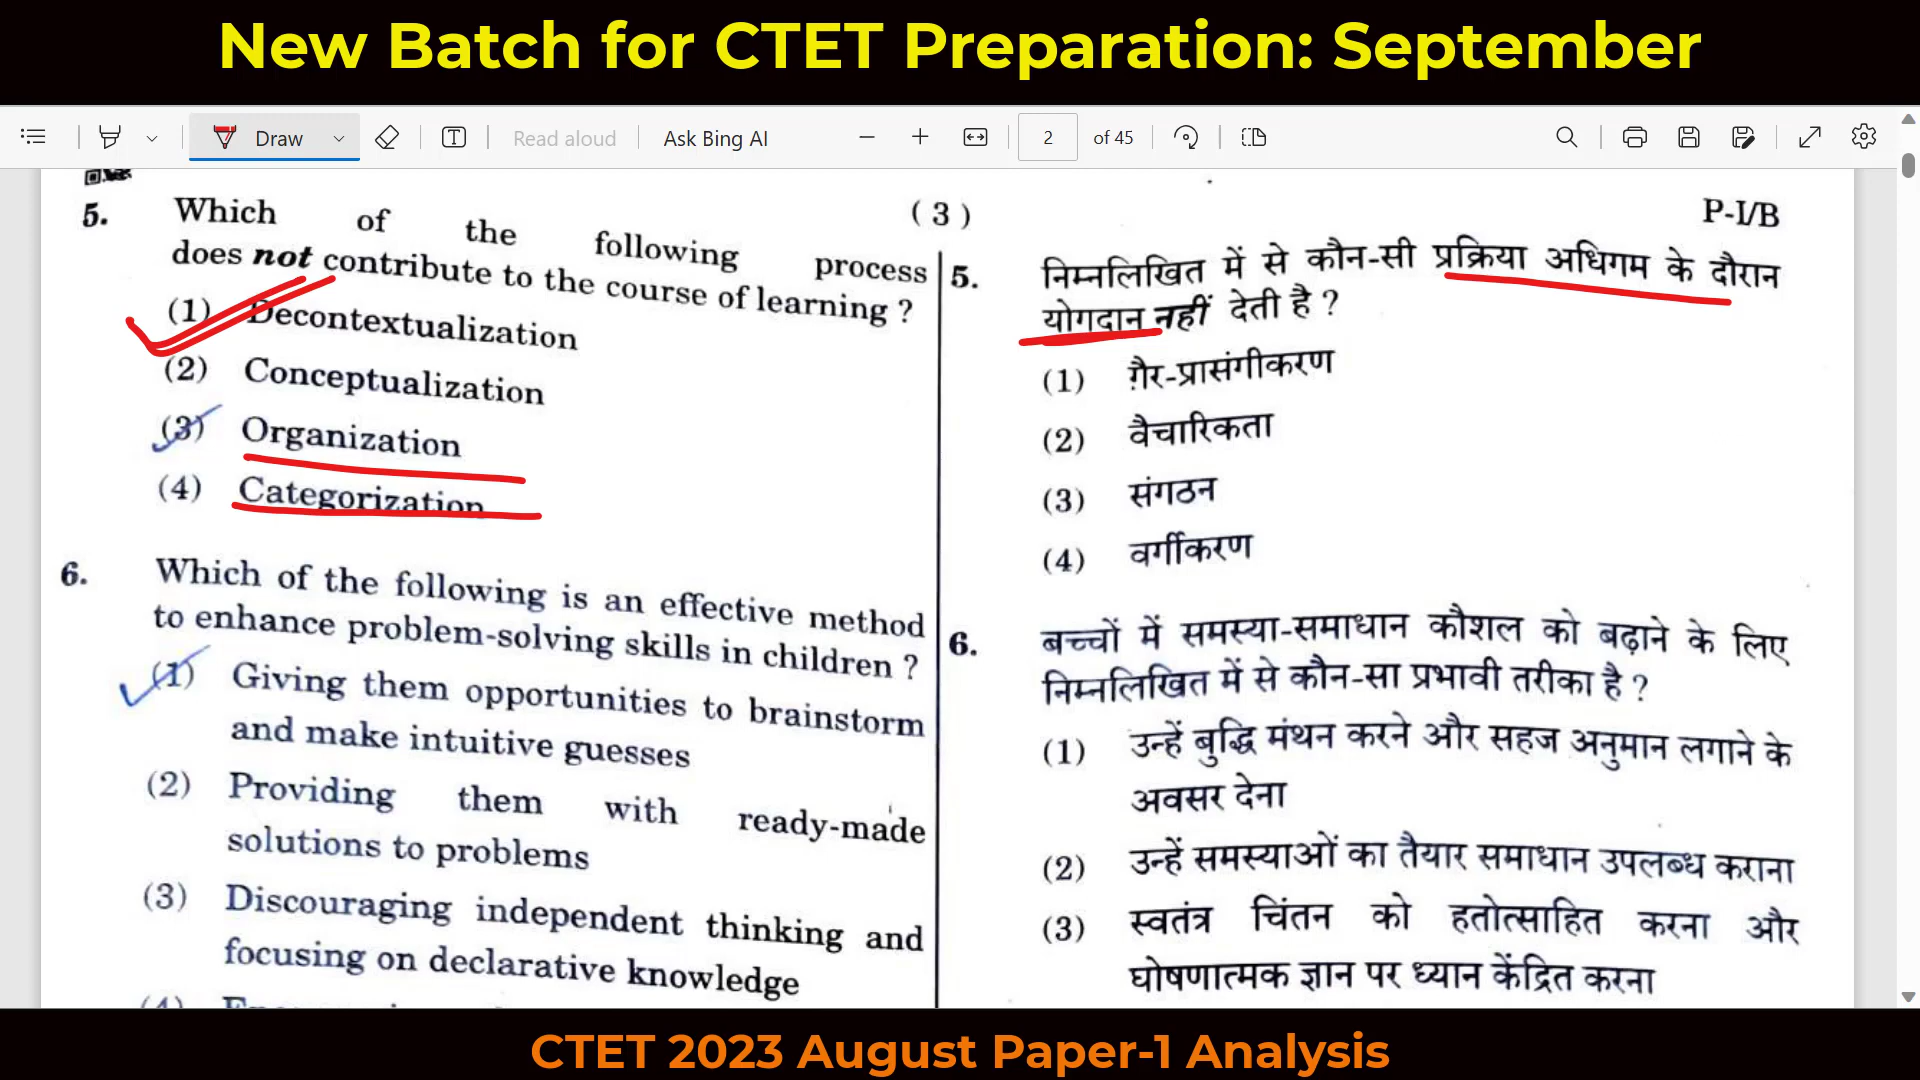 New Batch for CTET Preparation: September
Draw
Read aloud
Ask Bing AI
2
of 45
( 3 )
P-I/B
5. Which of the following process
does not contribute to the course of learning ?
(1) Decontextualization
(2) Conceptualization
(3) Organization
(4) Categorization
6. Which of the following is an effective method
to enhance problem-solving skills in children ?
(1) Giving them opportunities to brainstorm
and make intuitive guesses
(2) Providing them with ready-made
solutions to problems
(3) Discouraging independent thinking and
focusing on declarative knowledge
(4)
5. निम्नलिखित में से कौन-सी प्रक्रिया अधिगम के दौरान
योगदान नहीं देती है ?
(1) ग़ैर-प्रासंगीकरण
(2) वैचारिकता
(3) संगठन
(4) वर्गीकरण
6. बच्चों में समस्या-समाधान कौशल को बढ़ाने के लिए
निम्नलिखित में से कौन-सा प्रभावी तरीका है ?
(1) उन्हें बुद्धि मंथन करने और सहज अनुमान लगाने के
अवसर देना
(2) उन्हें समस्याओं का तैयार समाधान उपलब्ध कराना
(3) स्वतंत्र चिंतन को हतोत्साहित करना और
घोषणात्मक ज्ञान पर ध्यान केंद्रित करना
CTET 2023 August Paper-1 Analysis